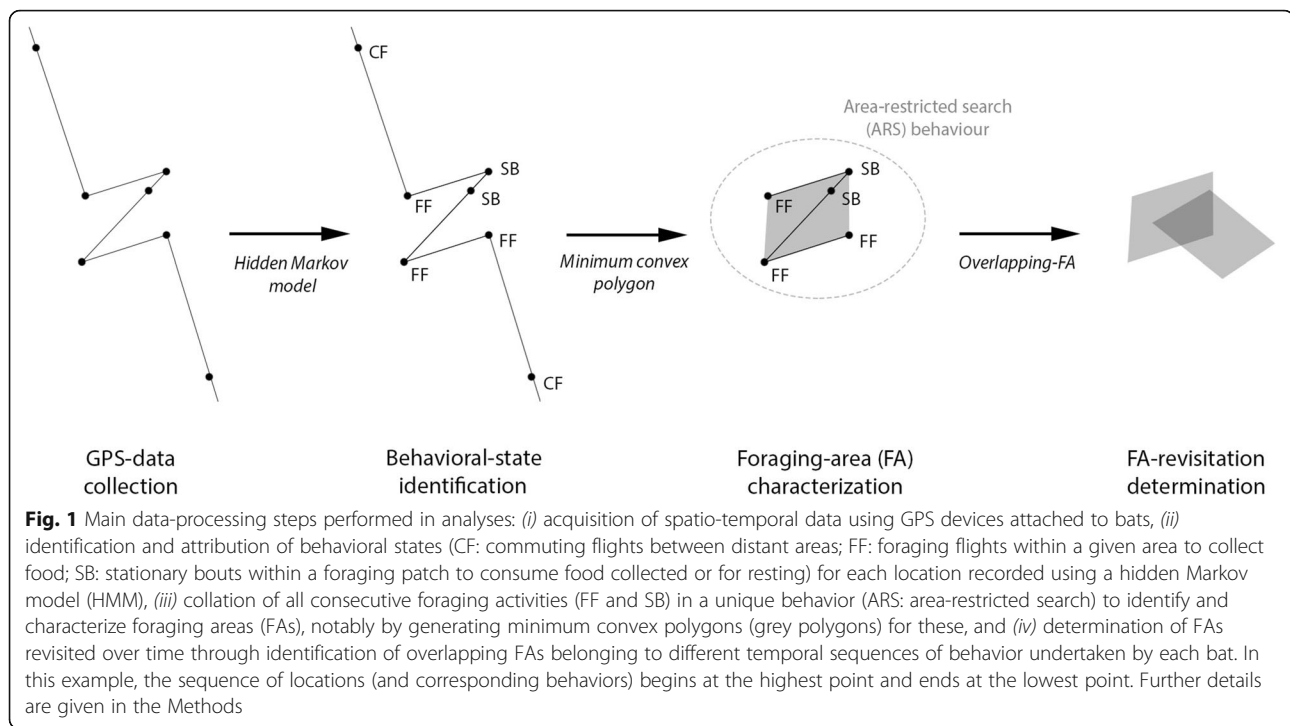 CF
SB
SB
FF
FF
FF
CF
Hidden Markov
model
Minimum convex
polygon
Area-restricted search
(ARS) behaviour
SB
SB
FF
FF
FF
Overlapping-FA
GPS-data
collection
Behavioral-state
identification
Foraging-area (FA)
characterization
FA-revisitation
determination
Fig. 1 Main data-processing steps performed in analyses: (i) acquisition of spatio-temporal data using GPS devices attached to bats, (ii)
identification and attribution of behavioral states (CF: commuting flights between distant areas; FF: foraging flights within a given area to collect
food; SB: stationary bouts within a foraging patch to consume food collected or for resting) for each location recorded using a hidden Markov
model (HMM), (iii) collation of all consecutive foraging activities (FF and SB) in a unique behavior (ARS: area-restricted search) to identify and
characterize foraging areas (FAs), notably by generating minimum convex polygons (grey polygons) for these, and (iv) determination of FAs
revisited over time through identification of overlapping FAs belonging to different temporal sequences of behavior undertaken by each bat. In
this example, the sequence of locations (and corresponding behaviors) begins at the highest point and ends at the lowest point. Further details
are given in the Methods